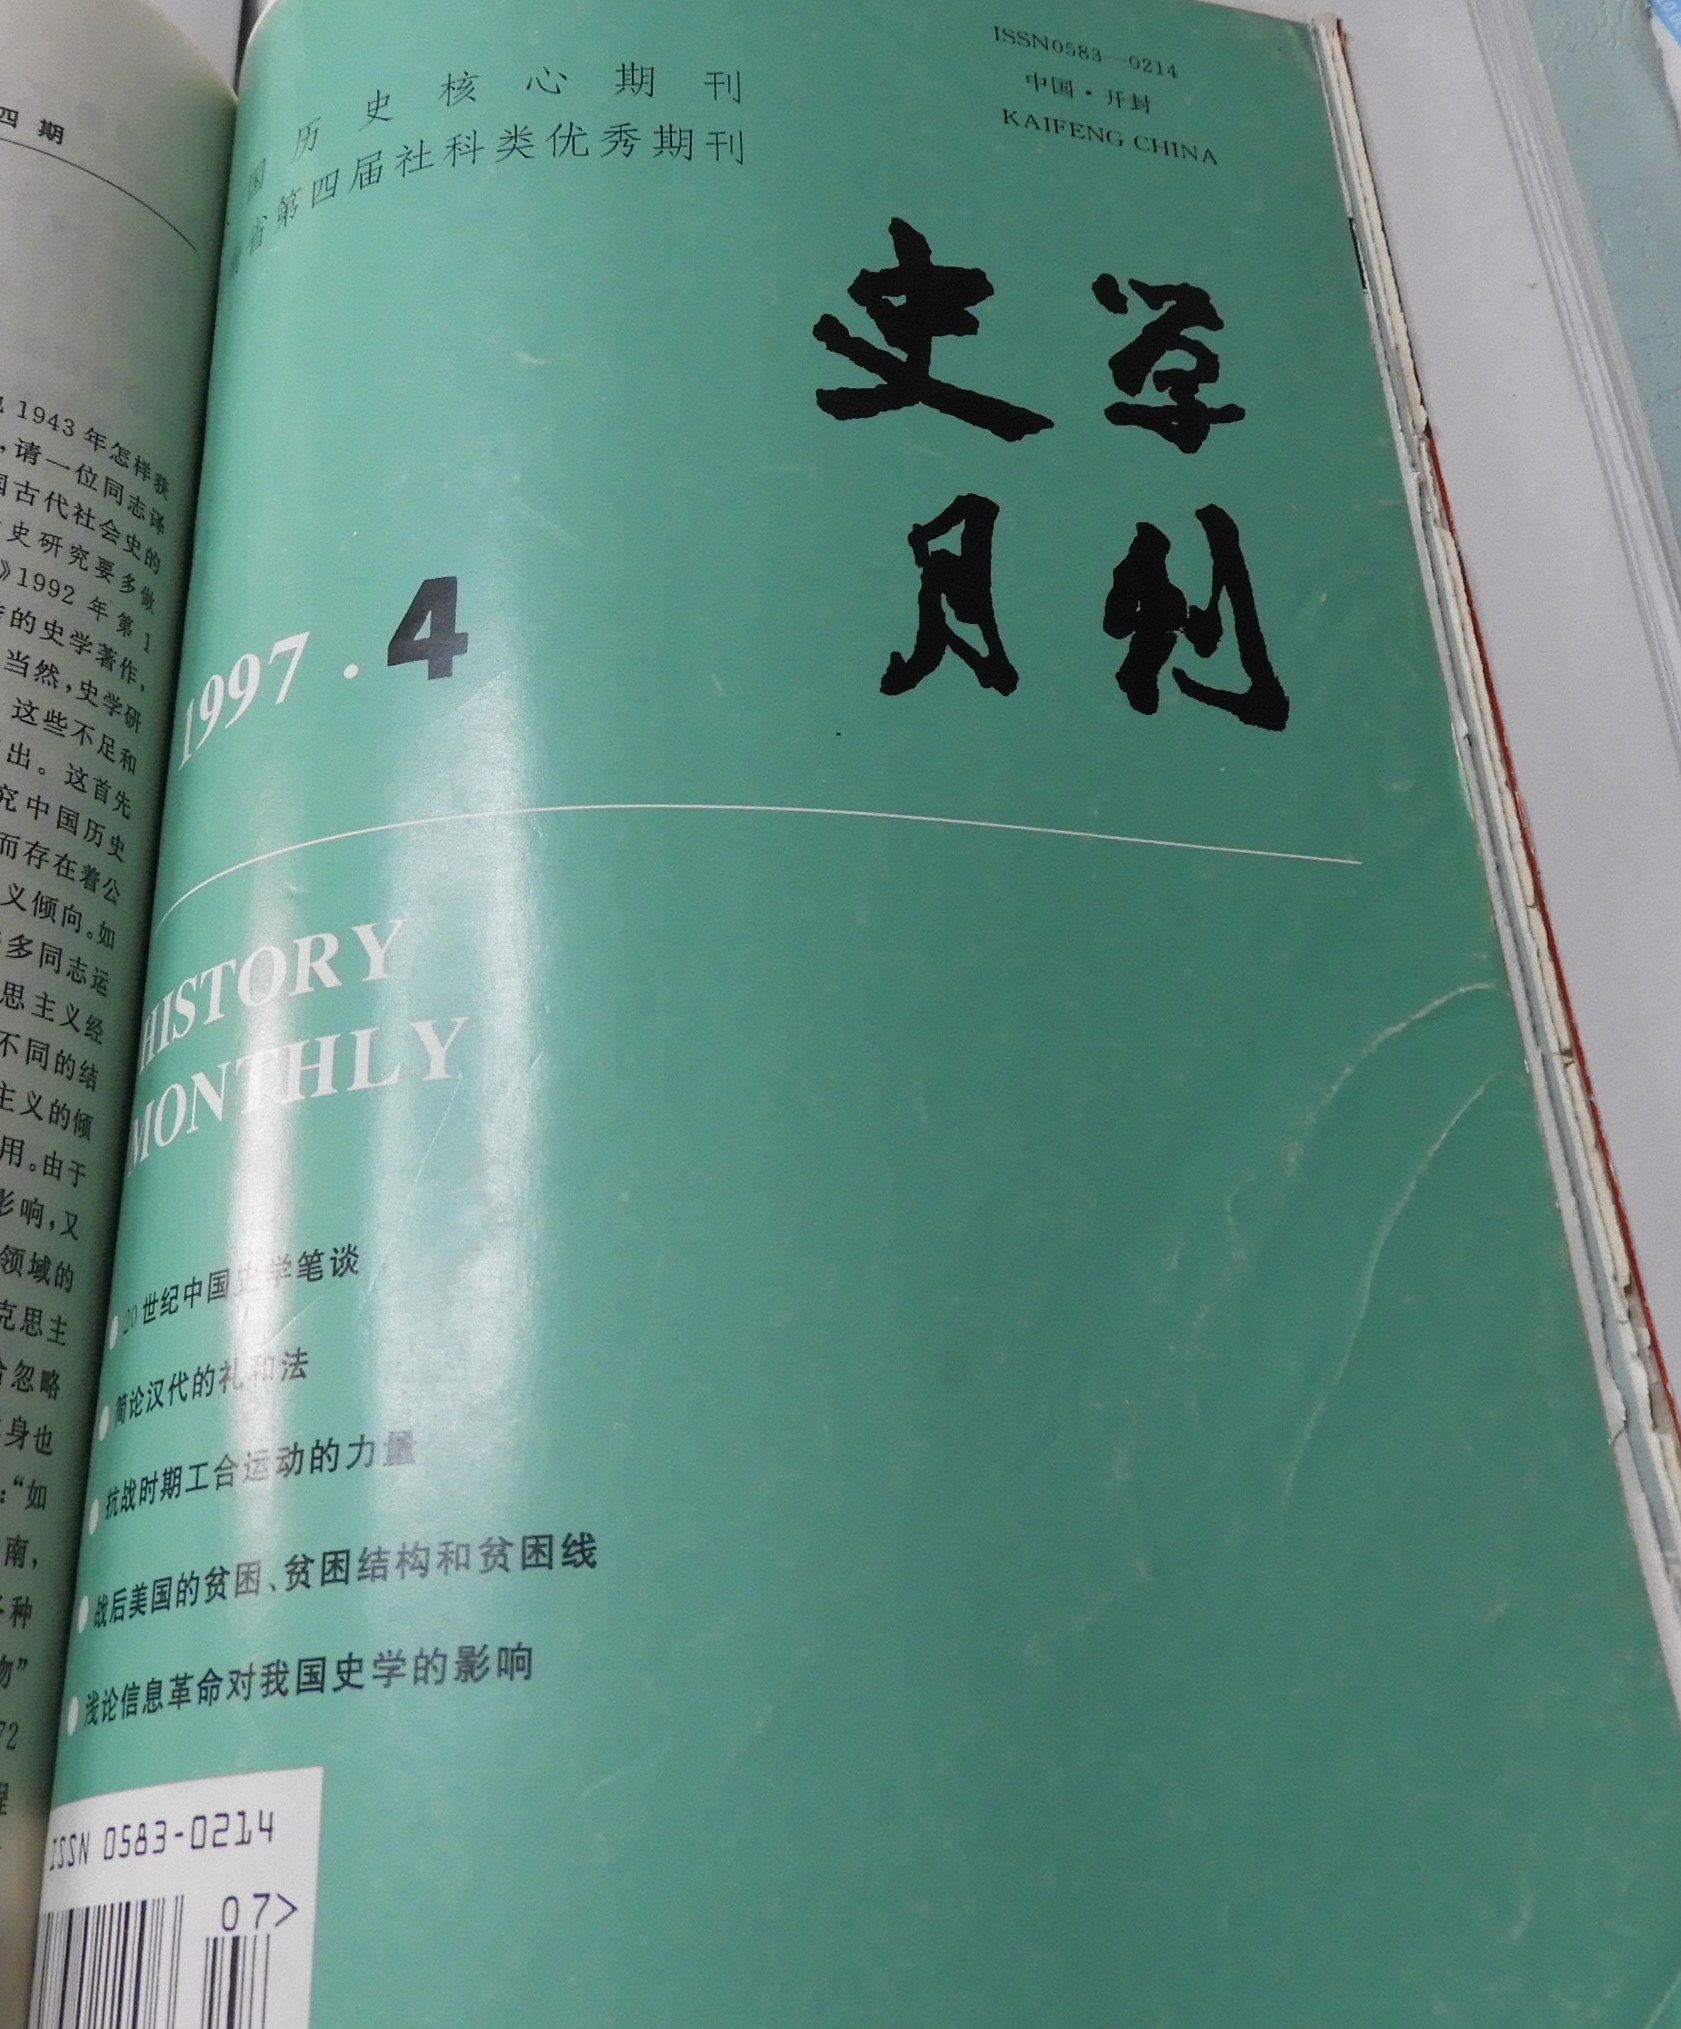 四期
1943年怎样获
,请一位同志译
国古代社会史的
史研究要多做
》1992年第1
的史学著作,
当然,史学研
这些不足和
出。这首先
究中国历史
而存在着公
义倾向。如
多同志运
思主义经
不同的结
主义的倾
用。由于
影响,又
领域的
克思主
忽略
身也
:“如
南,
种
物”
72
国历史核心期刊
省第四届社科类优秀期刊
ISSN0583—0214
中国·开封
KAIFENG CHINA
史学
月刊
1997.4
HISTORY
MONTHLY
20世纪中国史学笔谈
简论汉代的礼和法
抗战时期工合运动的力量
战后美国的贫困、贫困结构和贫困线
浅论信息革命对我国史学的影响
ISSN 0583-0214
07>